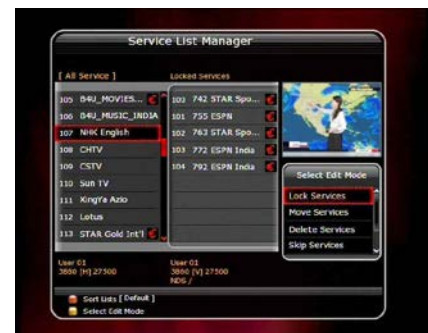 Service List Manager
[ All Service ] Locked Services
105 B4U_MOVIES... 100 742 STAR Spo...
106 B4U_MUSIC_INDIA 101 755 ESPN
107 NHK English 102 763 STAR Spo...
108 CHTV 103 772 ESPN India
109 CSTV 104 792 ESPN India
110 Sun TV
111 XingYa Azio
112 Lotus
113 STAR Gold Int'l
Select Edit Mode
Lock Services
Move Services
Delete Services
Skip Services
User 01 User 01
3880 [H] 27500 3860 [V] 27500
NDS /
Sort Lists [ Default ]
Select Edit Mode